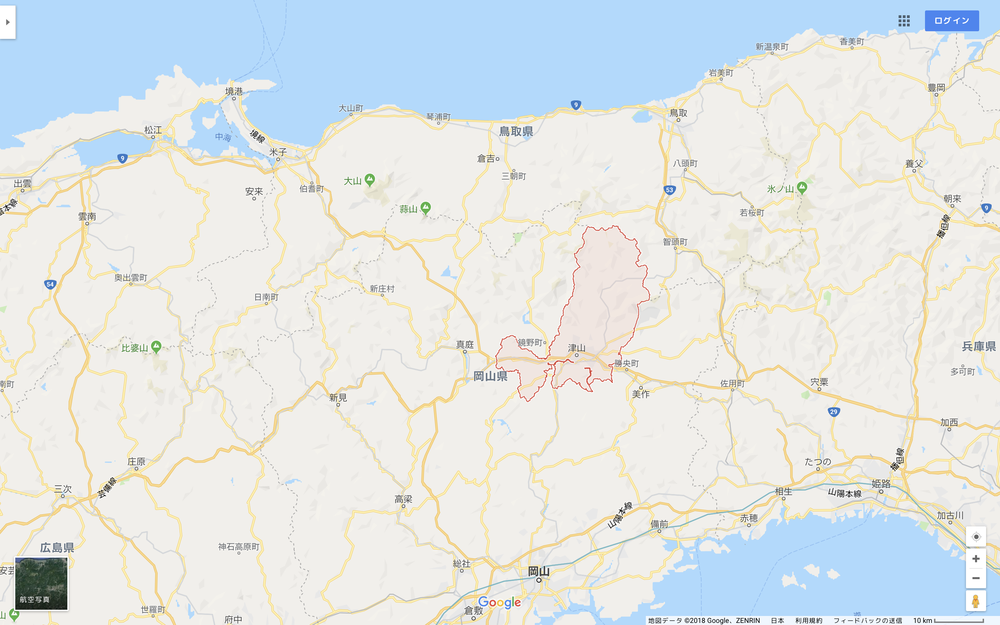 ログイン
香美町
新温泉町
岩美町
豊岡
境港
9
大山町
鳥取
琴浦町
松江
鳥取県
中海
境線
米子
9
倉吉
八頭町
養父
三朝町
出雲
大山
伯耆町
安来
53
氷ノ山
朝来
9
蒜山
若桜町
雲南
播但線
智頭町
奥出雲町
54
新庄村
日南町
比婆山
真庭
鏡野町
津山
兵庫県
勝央町
多可町
岡山県
南町
佐用町
宍粟
美作
新見
29
加西
庄原
たつの
播但線
三次
芸備線
姫路
相生
山陽本線
高梁
山陽本線
加古川
赤穂
備前
広島県
神石高原町
総社
安芸
岡山
航空写真
Google
世羅町
倉敷
府中
山
地図データ ©2018 Google、ZENRIN 日本 利用規約 フィードバックの送信 10 km